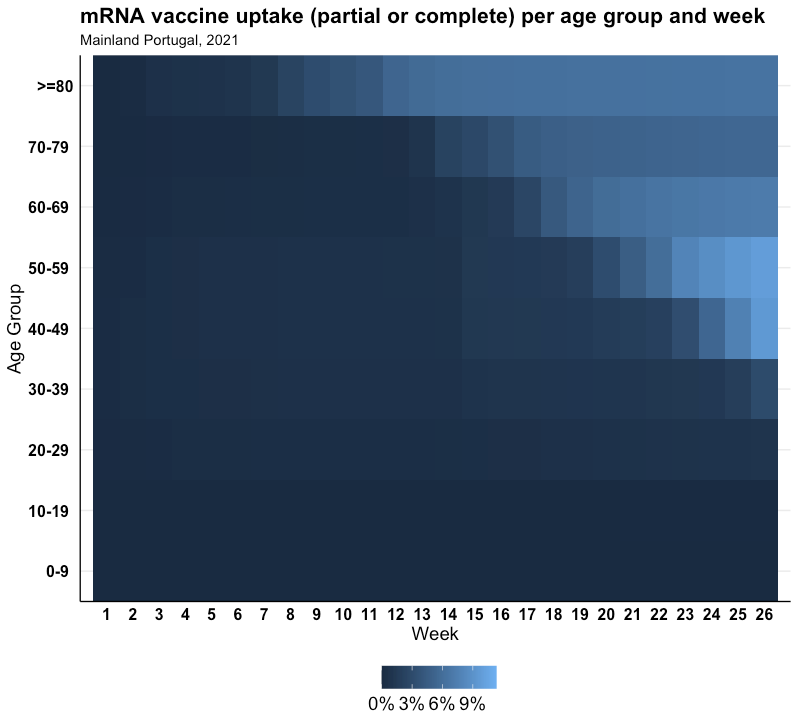 mRNA vaccine uptake (partial or complete) per age group and week
Mainland Portugal, 2021
Age Group
>=80
70-79
60-69
50-59
40-49
30-39
20-29
10-19
0-9
1 2 3 4 5 6 7 8 9 10 11 12 13 14 15 16 17 18 19 20 21 22 23 24 25 26
Week
0% 3% 6% 9%